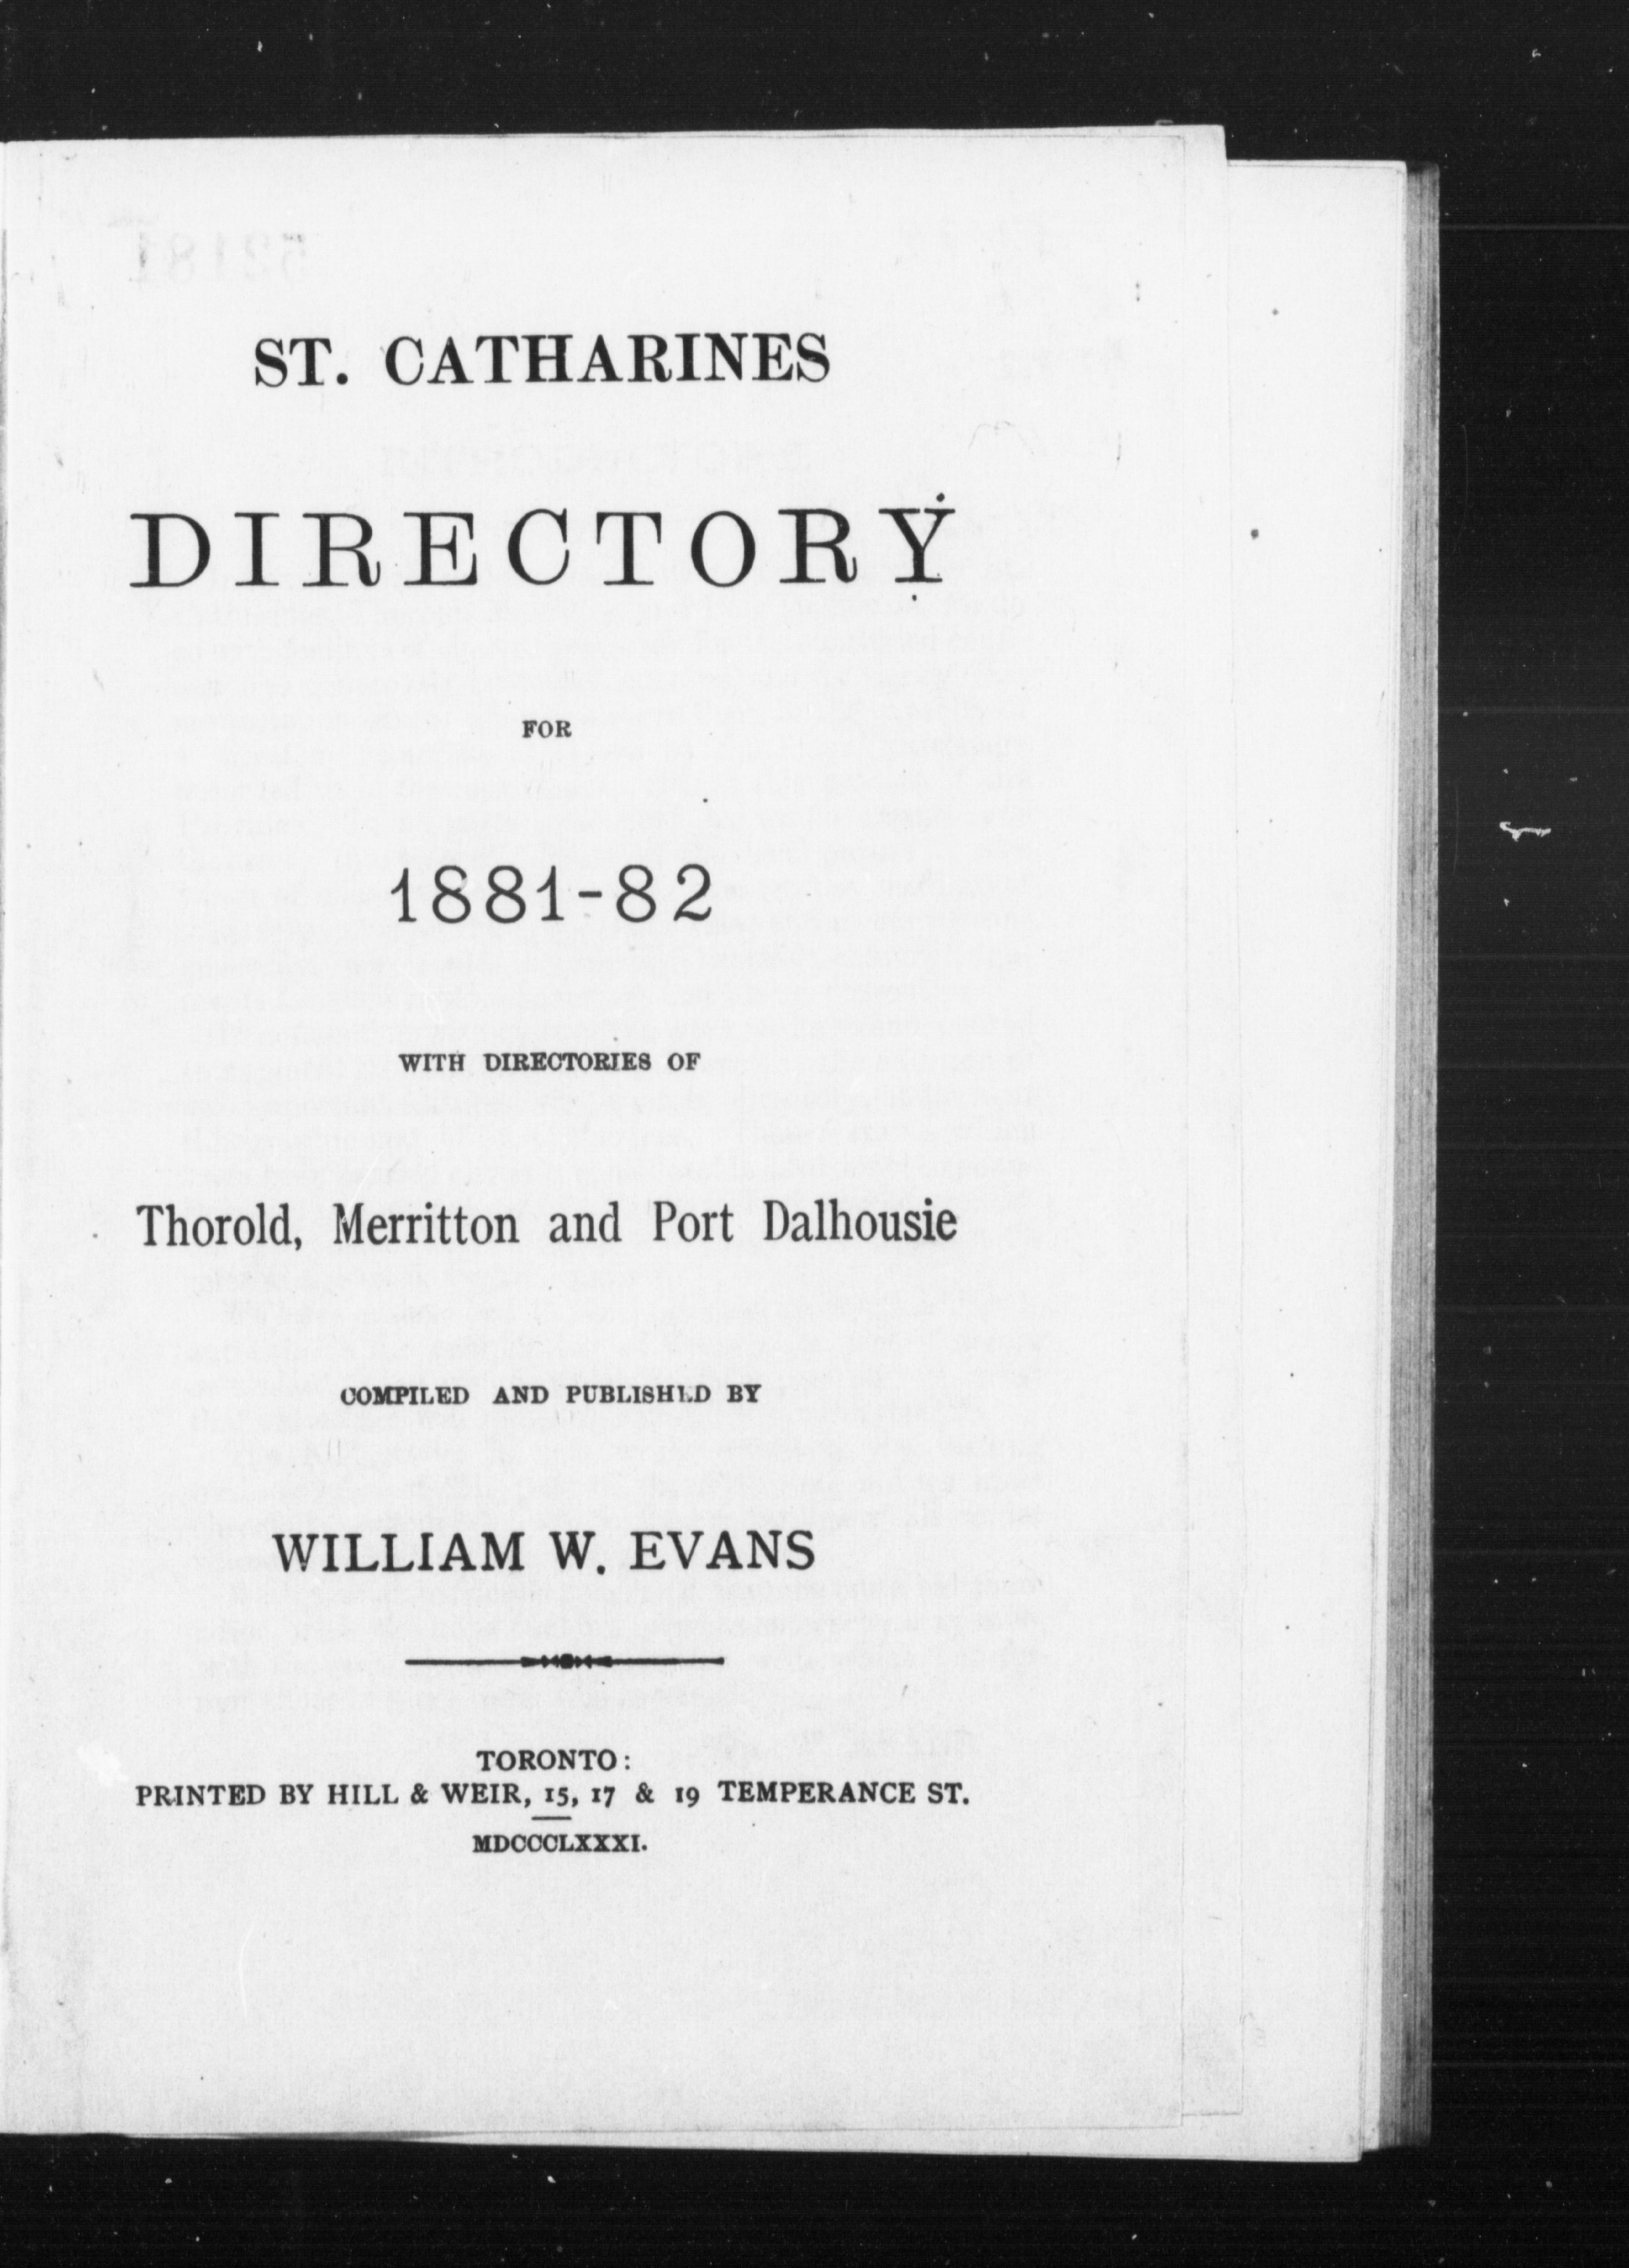 ST. CATHARINES
DIRECTORY
FOR
1881-82
WITH DIRECTORIES OF
Thorold, Merritton and Port Dalhousie
COMPILED AND PUBLISHED BY
WILLIAM W. EVANS
TORONTO:
PRINTED BY HILL & WEIR, 15, 17 & 19 TEMPERANCE ST.
MDCCCLXXXI.